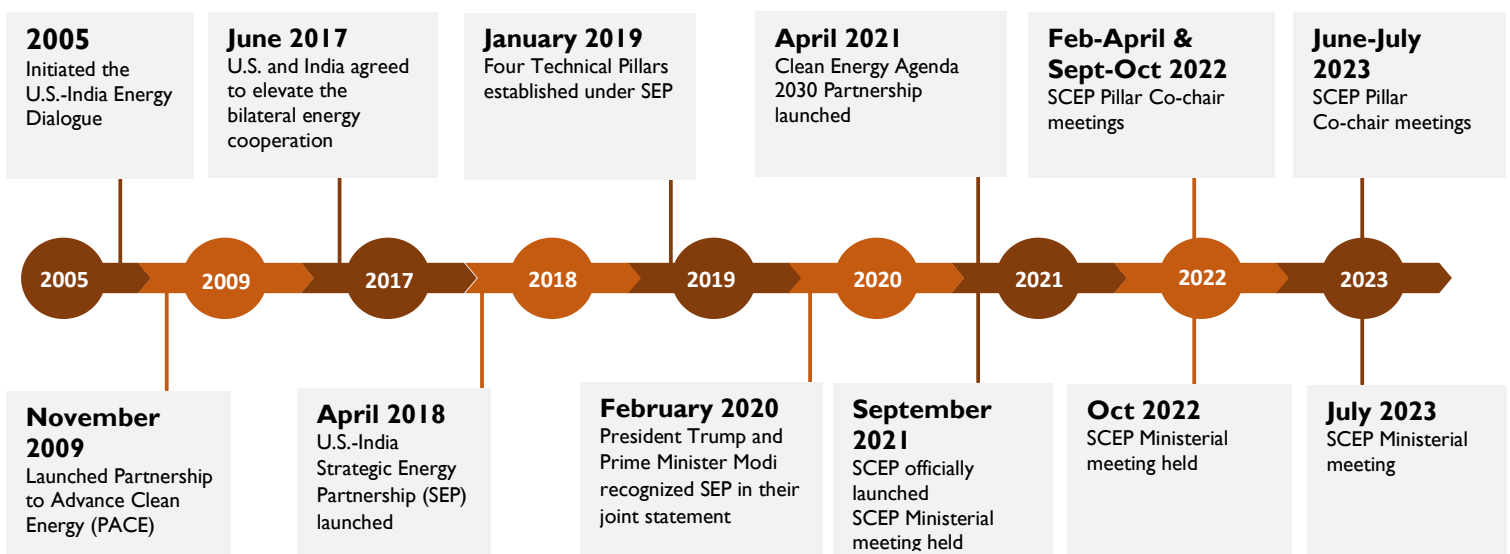 2005
Initiated the
U.S.-India Energy
Dialogue
June 2017
U.S. and India agreed
to elevate the
bilateral energy
cooperation
January 2019
Four Technical Pillars
established under SEP
April 2021
Clean Energy Agenda
2030 Partnership
launched
Feb-April &
Sept-Oct 2022
SCEP Pillar Co-chair
meetings
June-July
2023
SCEP Pillar
Co-chair meetings
2005
2009
2017
2018
2019
2020
2021
2022
2023
November
2009
Launched Partnership
to Advance Clean
Energy (PACE)
April 2018
U.S.-India
Strategic Energy
Partnership (SEP)
launched
February 2020
President Trump and
Prime Minister Modi
recognized SEP in their
joint statement
September
2021
SCEP officially
launched
SCEP Ministerial
meeting held
Oct 2022
SCEP Ministerial
meeting held
July 2023
SCEP Ministerial
meeting